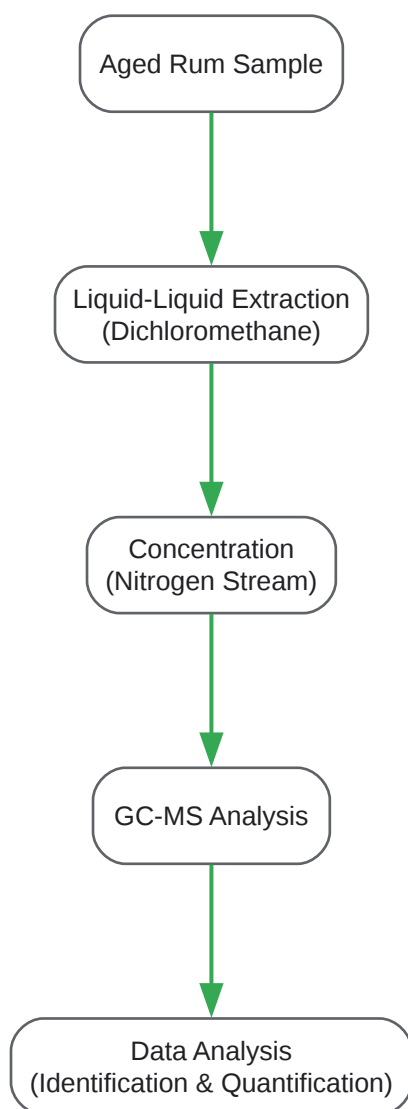 Aged Rum Sample
Liquid-Liquid Extraction
(Dichloromethane)
Concentration
(Nitrogen Stream)
GC-MS Analysis
Data Analysis
(Identification & Quantification)